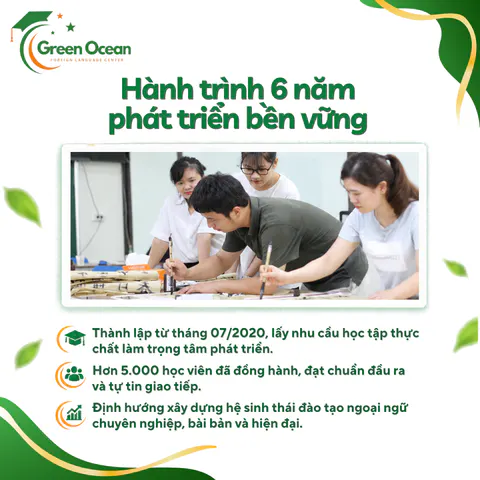 Green Ocean
FOREIGN LANGUAGE CENTER
Hành trình 6 năm
phát triển bền vững
Thành lập từ tháng 07/2020, lấy nhu cầu học tập thực
chất làm trọng tâm phát triển.
Hơn 5.000 học viên đã đồng hành, đạt chuẩn đầu ra
và tự tin giao tiếp.
Định hướng xây dựng hệ sinh thái đào tạo ngoại ngữ
chuyên nghiệp, bài bản và hiện đại.